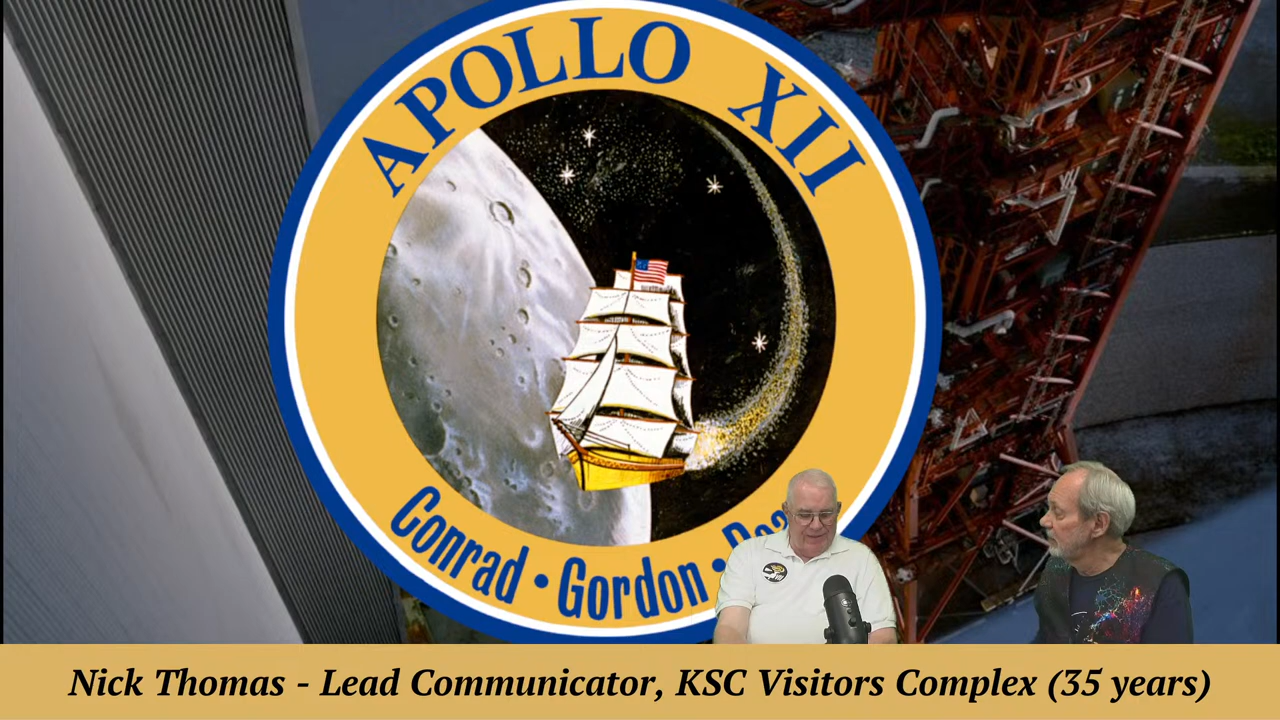 APOLLO XII
Conrad • Gordon •
Nick Thomas - Lead Communicator, KSC Visitors Complex (35 years)